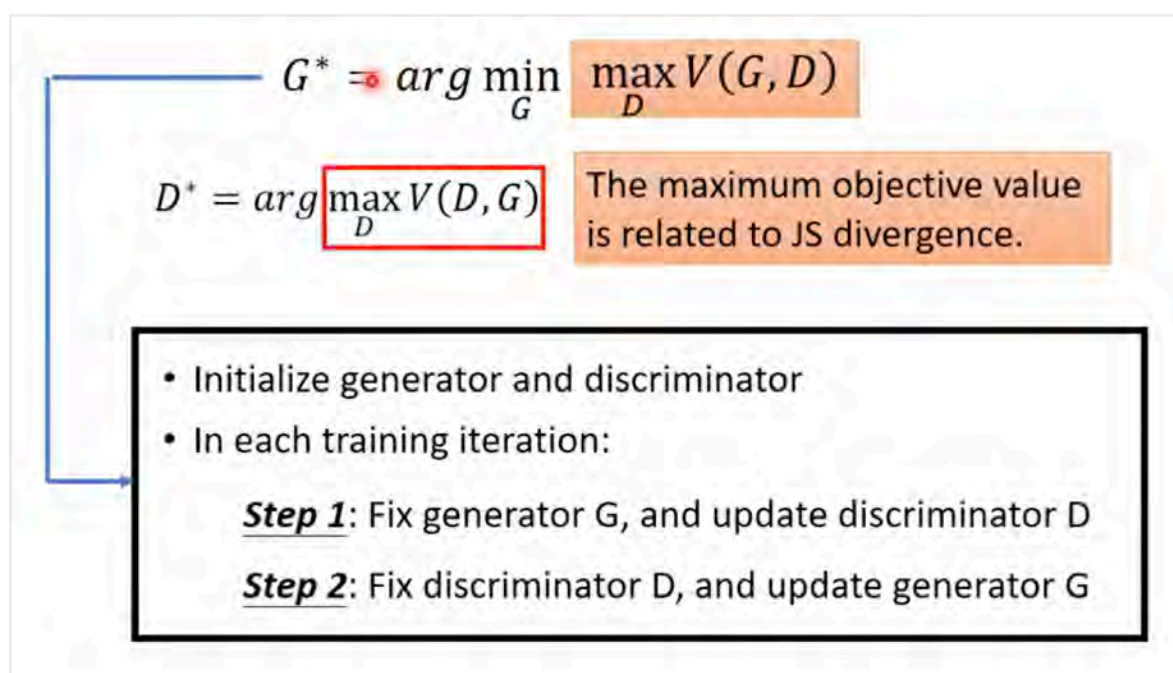 G* = arg min max V(G, D)
G D
D* = arg max V(D, G)
D
The maximum objective value
is related to JS divergence.
• Initialize generator and discriminator
• In each training iteration:
Step 1: Fix generator G, and update discriminator D
Step 2: Fix discriminator D, and update generator G